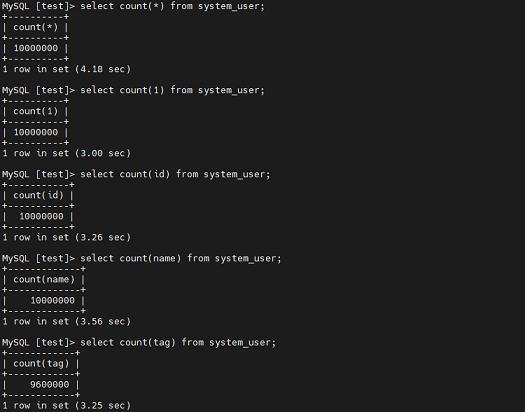 MySQL [test]> select count(*) from system_user;
+----------+
| count(*) |
+----------+
| 10000000 |
+----------+
1 row in set (4.18 sec)
MySQL [test]> select count(1) from system_user;
+----------+
| count(1) |
+----------+
| 10000000 |
+----------+
1 row in set (3.00 sec)
MySQL [test]> select count(id) from system_user;
+-----------+
| count(id) |
+-----------+
|  10000000 |
+-----------+
1 row in set (3.26 sec)
MySQL [test]> select count(name) from system_user;
+-------------+
| count(name) |
+-------------+
|    10000000 |
+-------------+
1 row in set (3.56 sec)
MySQL [test]> select count(tag) from system_user;
+------------+
| count(tag) |
+------------+
|    9600000 |
+------------+
1 row in set (3.25 sec)